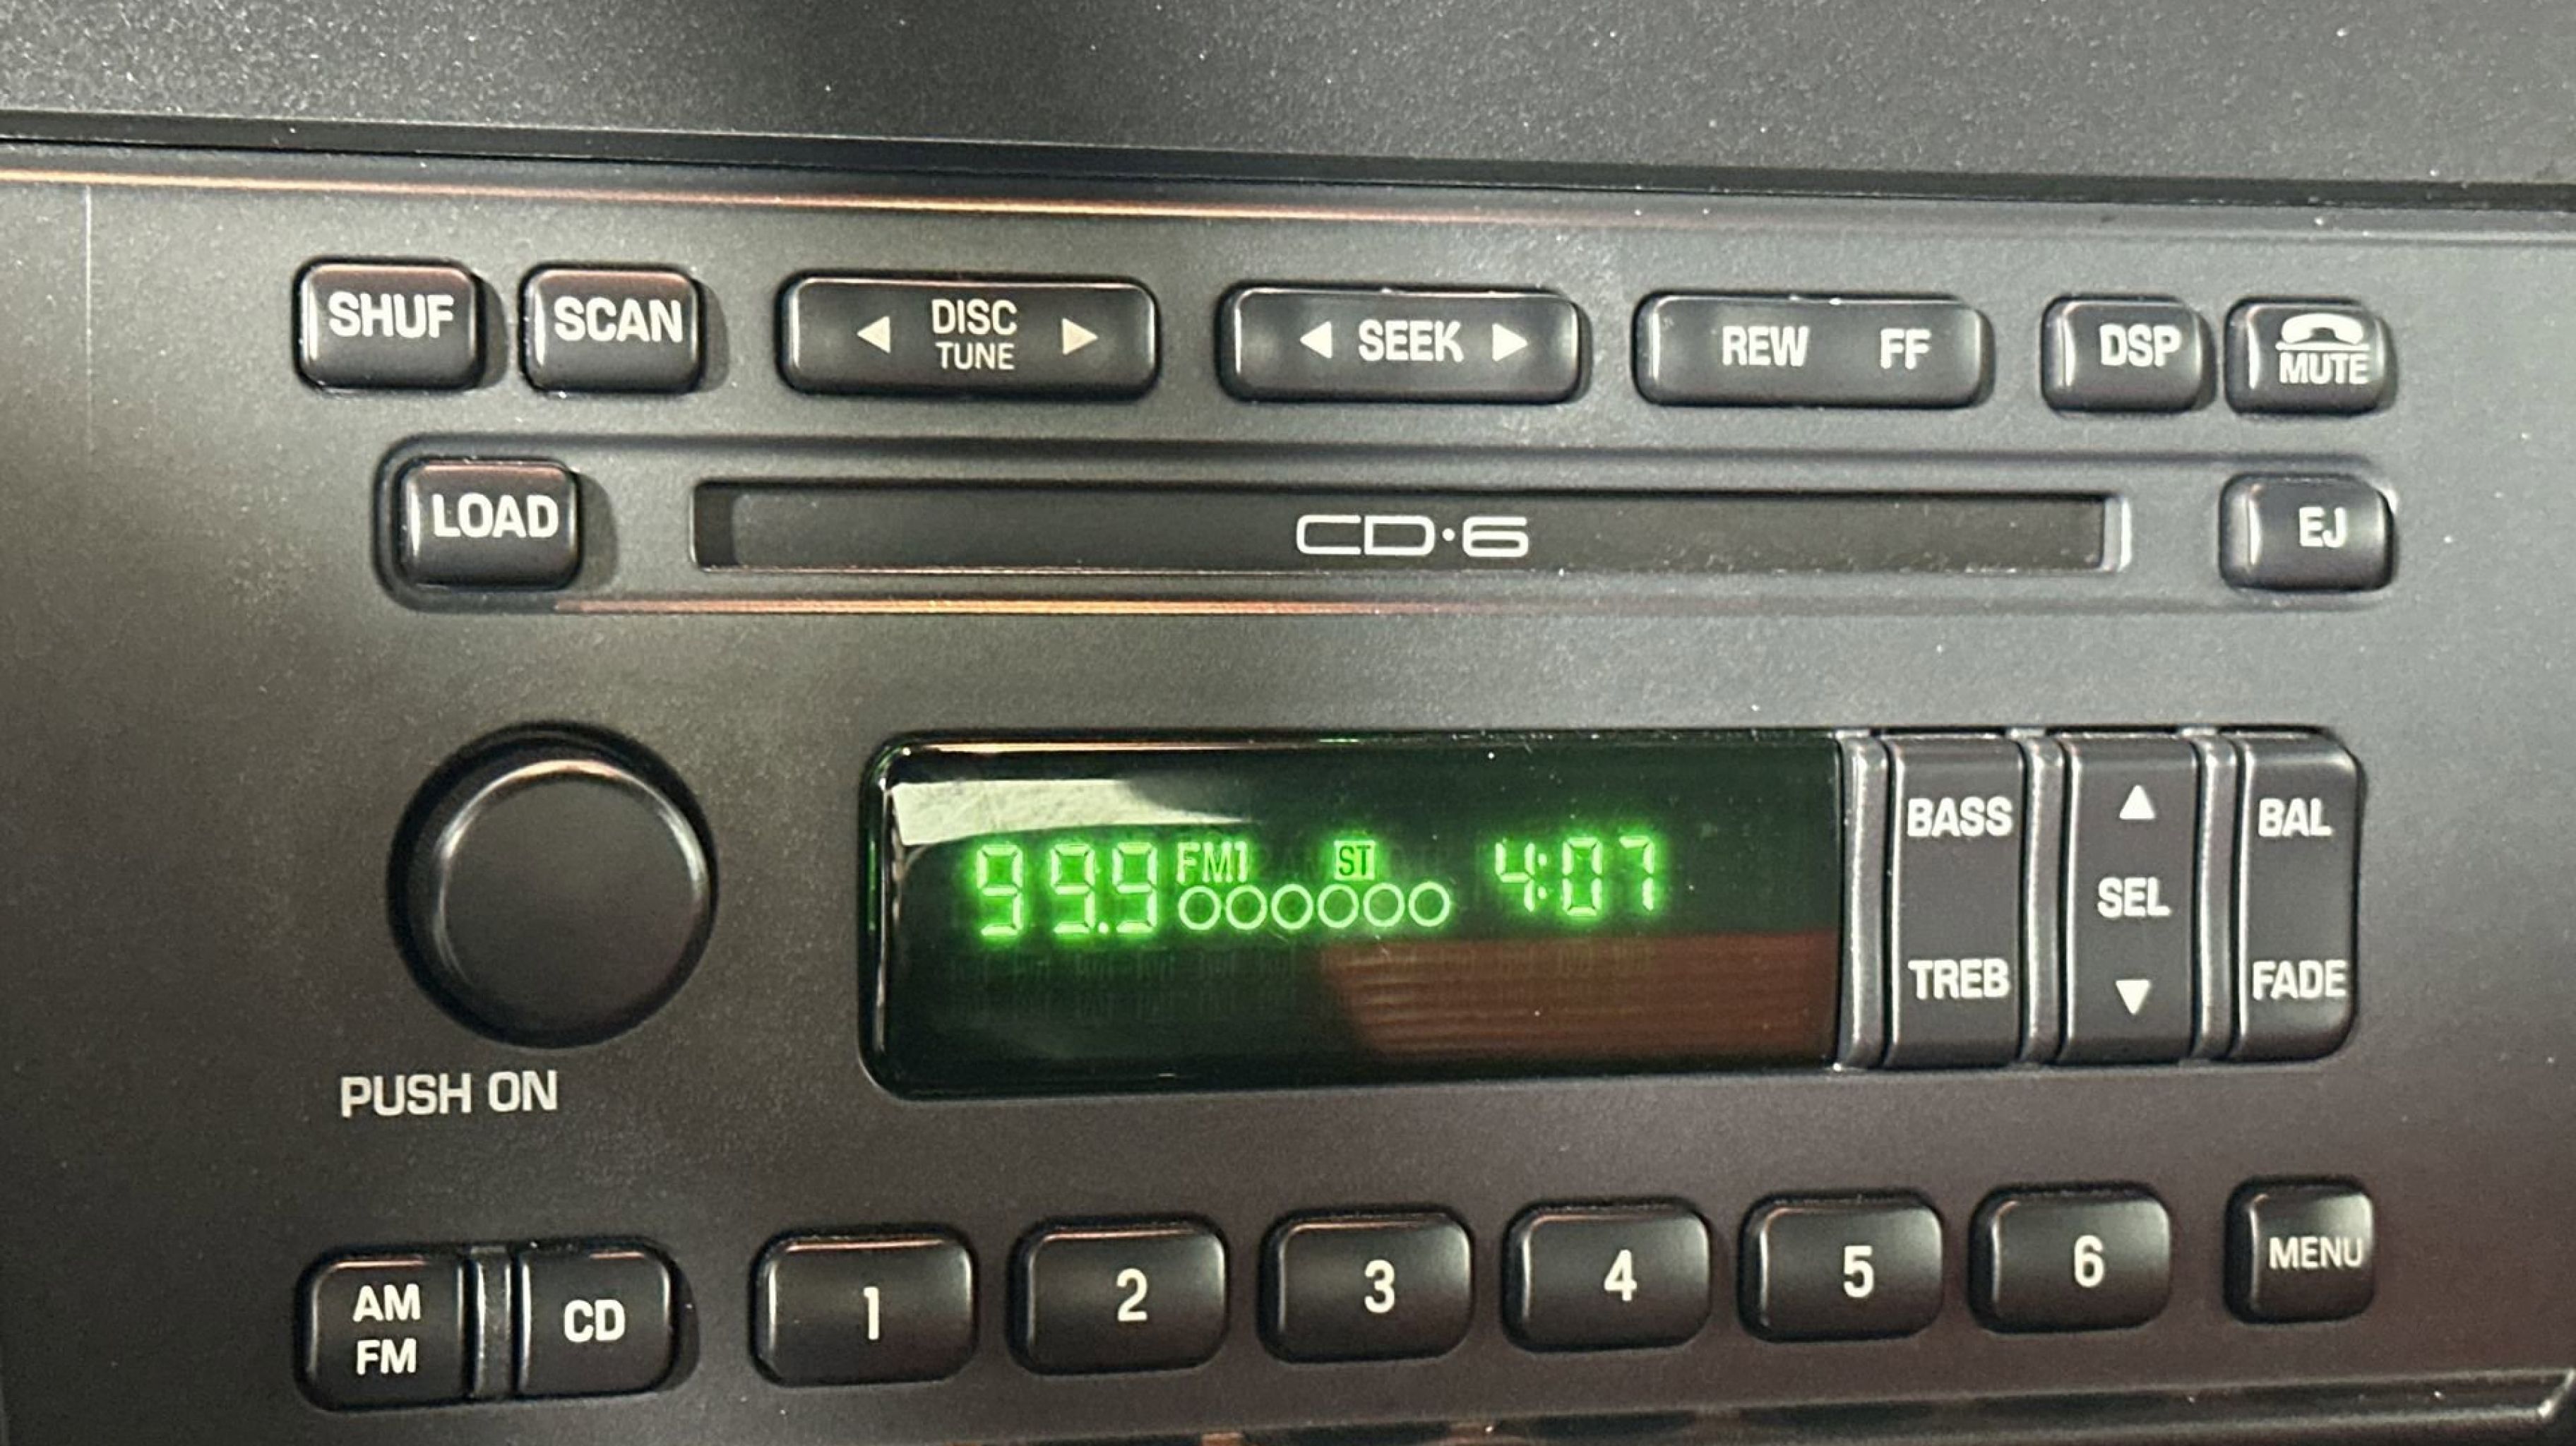 SHUF SCAN ◀ DISC ▶ ◀ SEEK ▶ REW FF DSP MUTE
TUNE
LOAD CD·6 EJ
99.9 FM1 ST 4:07
BASS ▲ BAL
SEL
TREB ▼ FADE
PUSH ON
AM
FM
CD 1 2 3 4 5 6 MENU